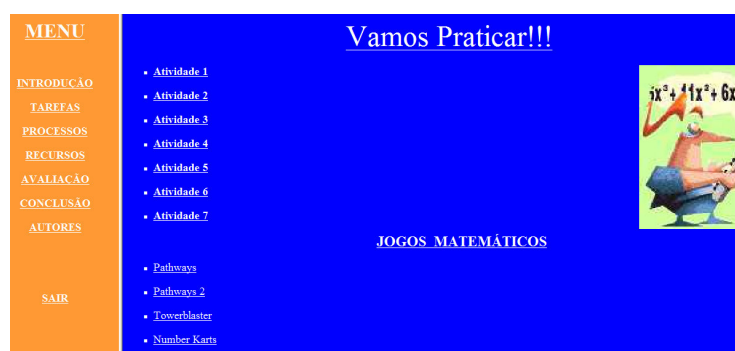 MENU
INTRODUÇÃO
TAREFAS
PROCESSOS
RECURSOS
AVALIAÇÃO
CONCLUSÃO
AUTORES
SAIR
Vamos Praticar!!!
Atividade 1
Atividade 2
Atividade 3
Atividade 4
Atividade 5
Atividade 6
Atividade 7
JOGOS MATEMÁTICOS
Pathways
Pathways 2
Towerblaster
Number Karts